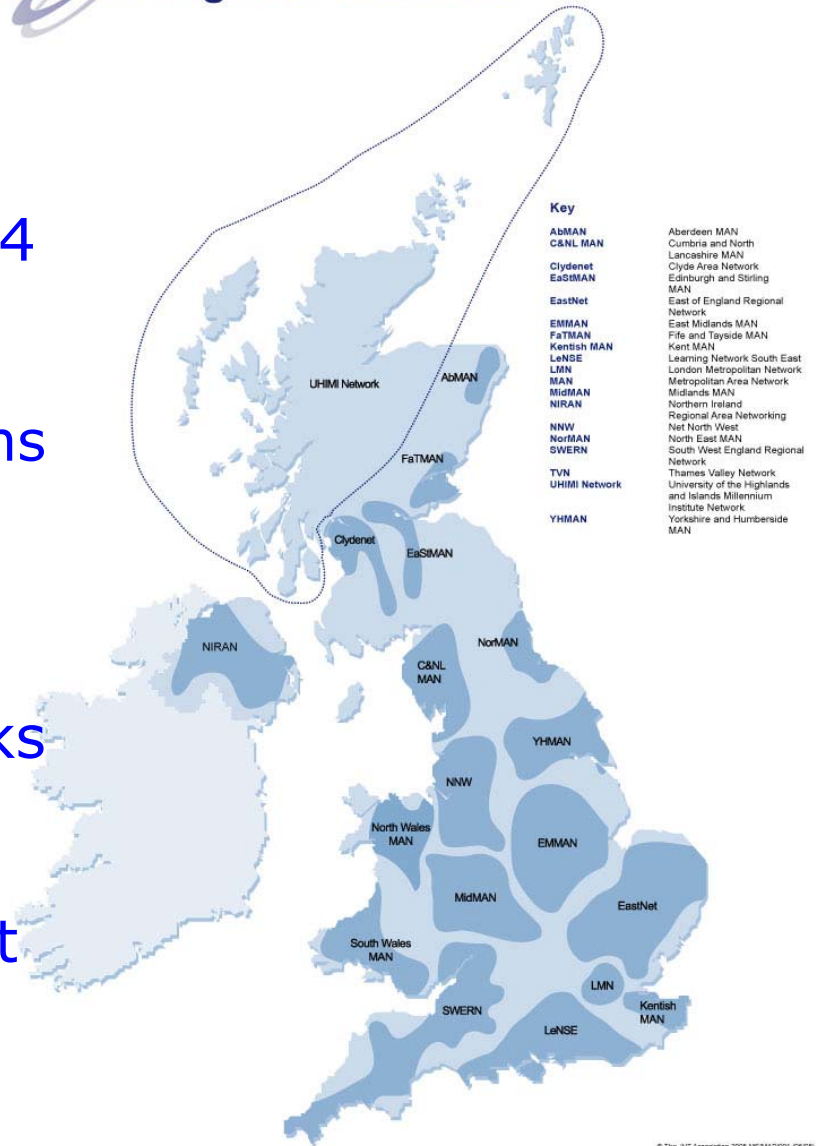 4
ns
ks
t
Key
AbMAN Aberdeen MAN
C&NL MAN Cumbria and North
Lancashire MAN
Clydenet Clyde Area Network
EaStMAN Edinburgh and Stirling
MAN
EastNet East of England Regional
Network
EMMAN East Midlands MAN
FaTMAN Fife and Tayside MAN
Kentish MAN Kent MAN
LeNSE Learning Network South East
LMN London Metropolitan Network
MAN Metropolitan Area Network
MidMAN Midlands MAN
NIRAN Northern Ireland
Regional Area Networking
NNW Net North West
NorMAN North East MAN
SWERN South West England Regional
Network
TVN Thames Valley Network
UHIMI Network University of the Highlands
and Islands Millennium
Institute Network
YHMAN Yorkshire and Humberside
MAN
UHIMI Network
AbMAN
FaTMAN
Clydenet
EaStMAN
NIRAN
NorMAN
C&NL
MAN
YHMAN
NNW
North Wales
MAN
EMMAN
MidMAN
EastNet
South Wales
MAN
LMN
SWERN
Kentish
MAN
LeNSE